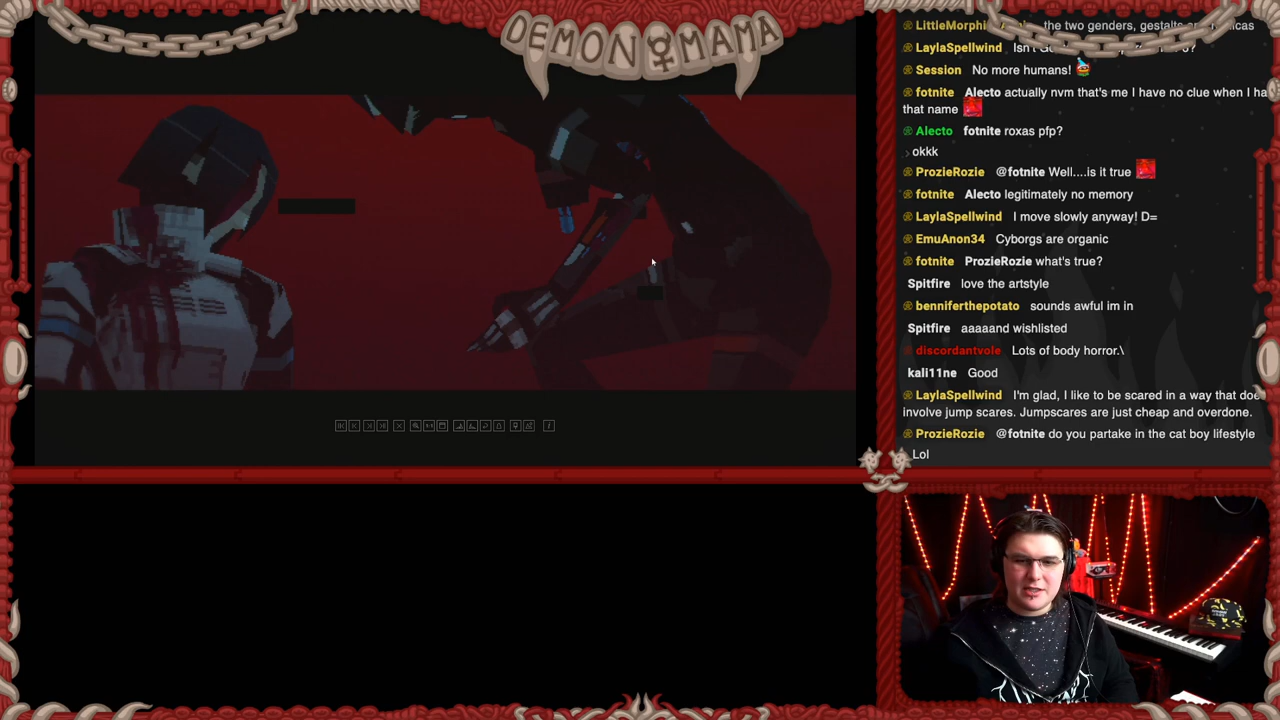 DEMON MAMA
LittleMorphi the two genders, gestalts
LaylaSpellwind Isn't
Session No more humans!
fotnite Alecto actually nvm that's me I have no clue when I ha
that name
Alecto fotnite roxas pfp?
okkk
ProzieRozie @fotnite Well....is it true
fotnite Alecto legitimately no memory
LaylaSpellwind I move slowly anyway! D=
EmuAnon34 Cyborgs are organic
fotnite ProzieRozie what's true?
Spitfire love the artstyle
benniferthepotato sounds awful im in
Spitfire aaaaand wishlisted
discordantvole Lots of body horror.\
kali11ne Good
LaylaSpellwind I'm glad, I like to be scared in a way that doe
involve jump scares. Jumpscares are just cheap and overdone.
ProzieRozie @fotnite do you partake in the cat boy lifestyle
Lol